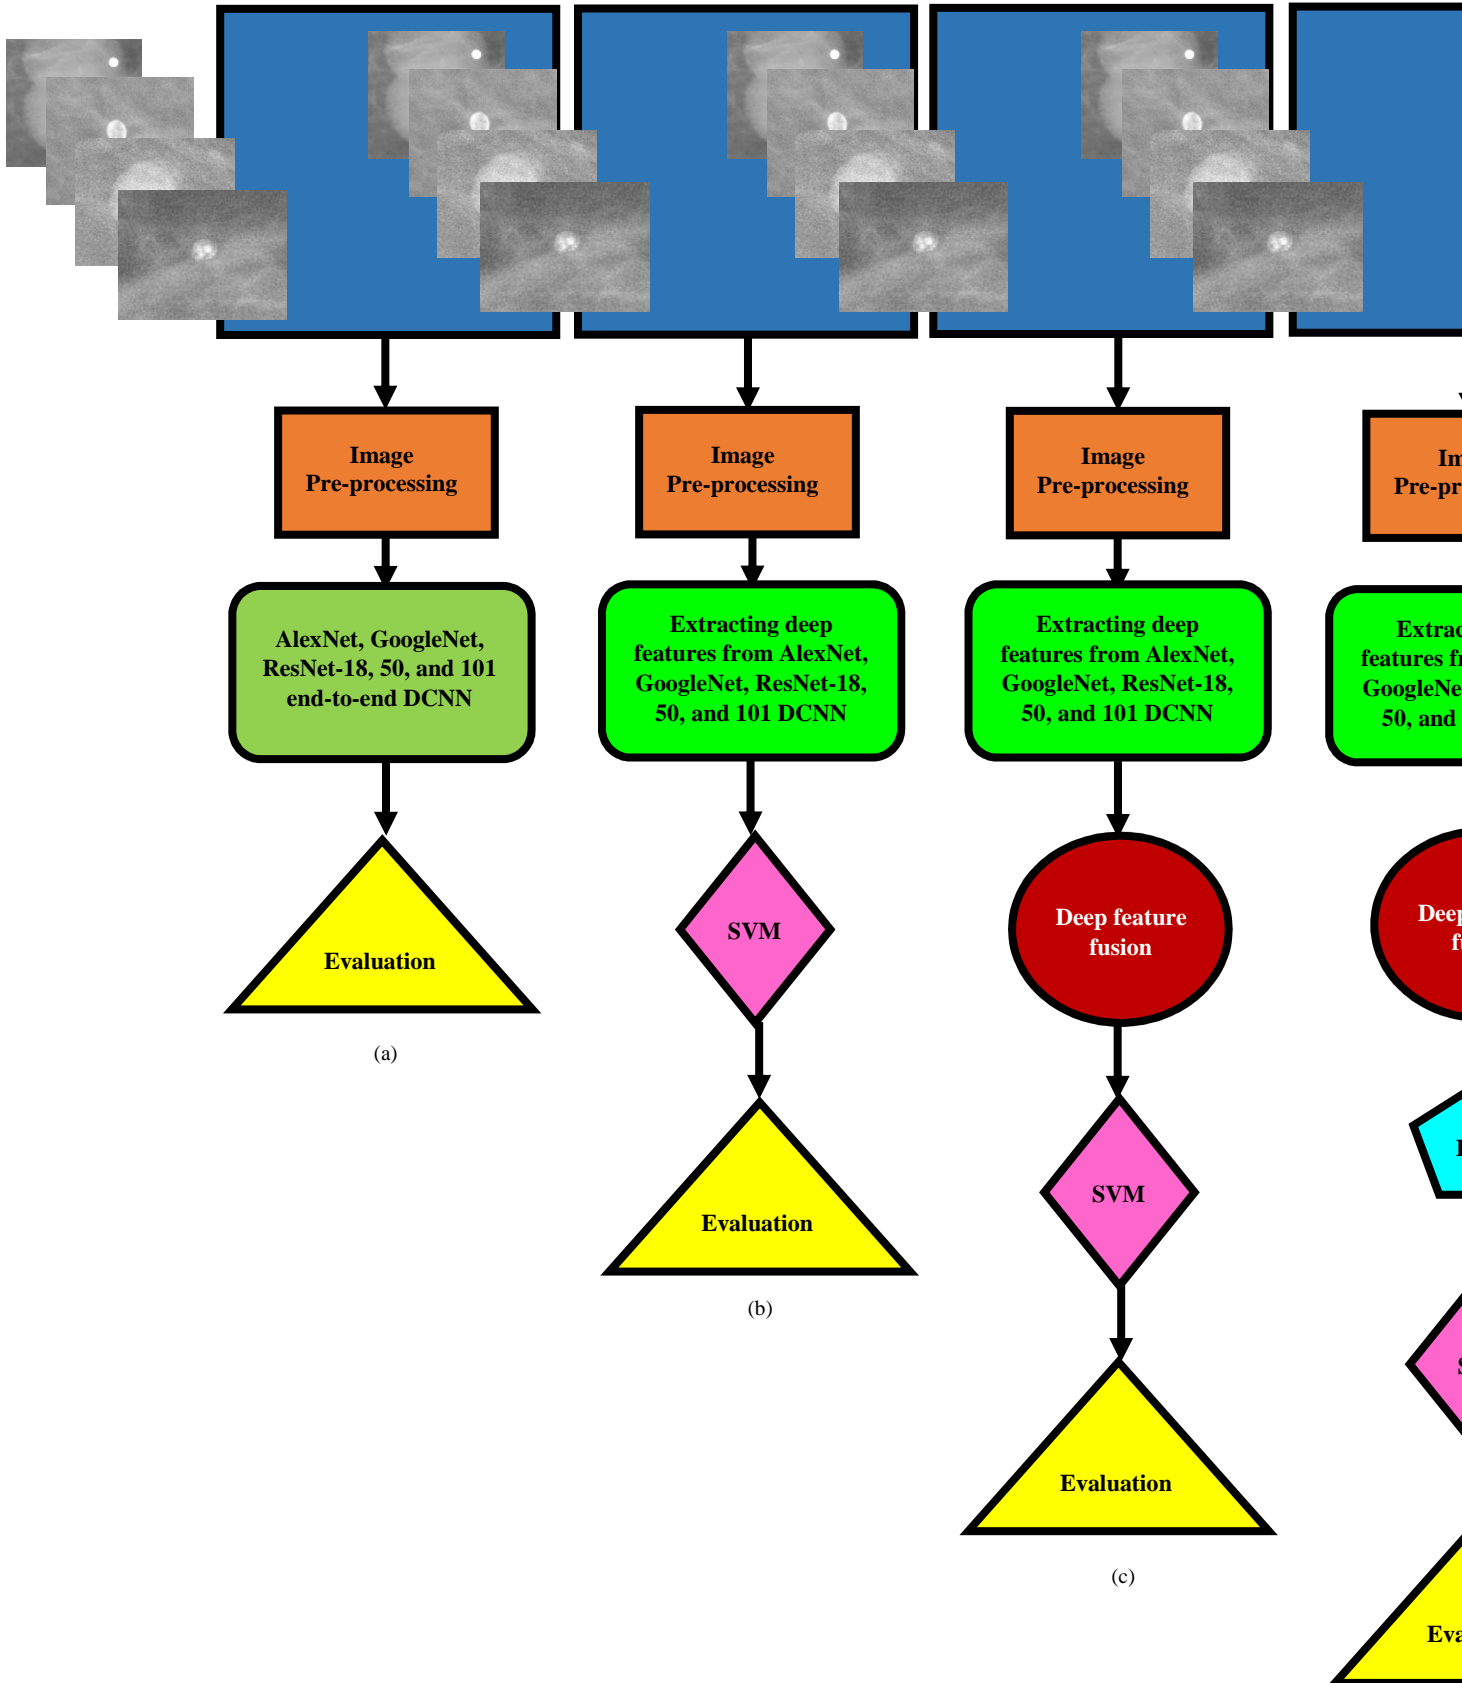 Image
Pre-processing
AlexNet, GoogleNet,
ResNet-18, 50, and 101
end-to-end DCNN
Evaluation
(a)
Image
Pre-processing
Extracting deep
features from AlexNet,
GoogleNet, ResNet-18,
50, and 101 DCNN
SVM
Evaluation
(b)
Image
Pre-processing
Extracting deep
features from AlexNet,
GoogleNet, ResNet-18,
50, and 101 DCNN
Deep feature
fusion
SVM
Evaluation
(c)
50, and